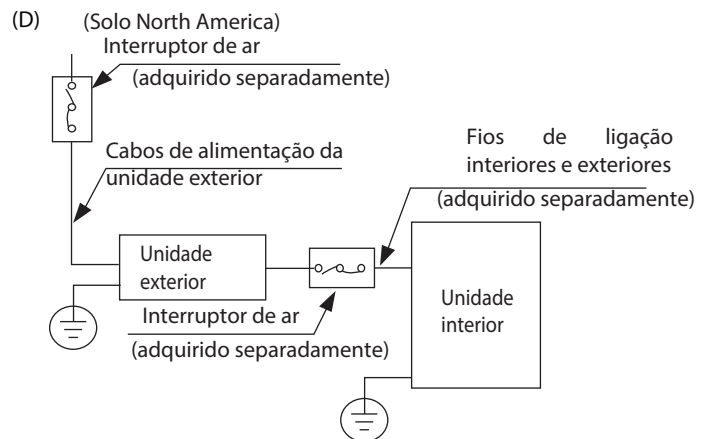 (D) (Solo North America)
Interruptor de ar
(adquirido separadamente)
Cabos de alimentação da
unidade exterior
Fios de ligação
interiores e exteriores
(adquirido separadamente)
Unidade
exterior
Interruptor de ar
(adquirido separadamente)
Unidade
interior